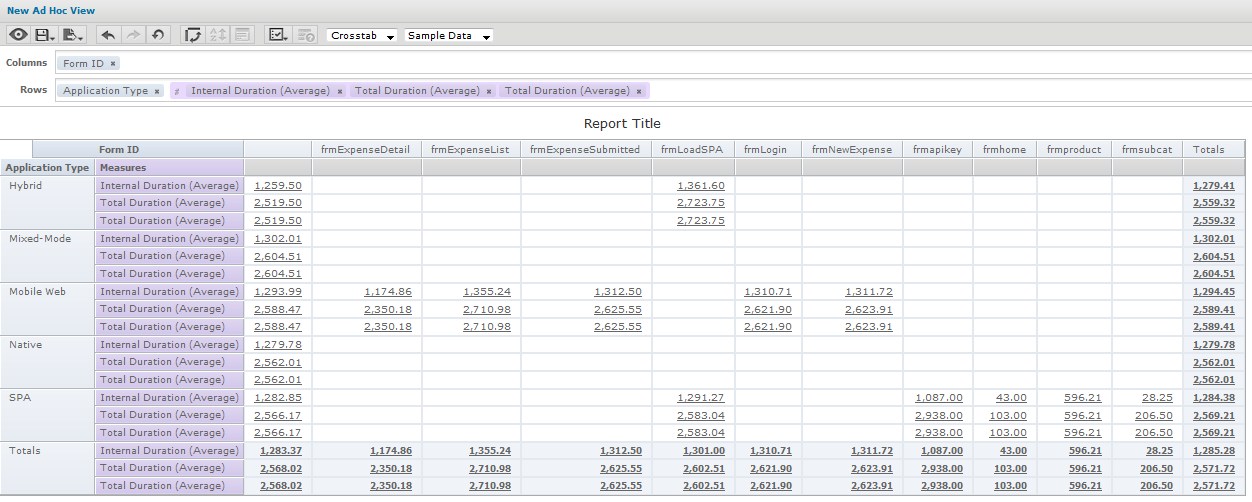 New Ad Hoc View
Crosstab Sample Data
Columns Form ID ×
Rows Application Type × # Internal Duration (Average) × Total Duration (Average) × Total Duration (Average) ×
Report Title
Form ID frmExpenseDetail frmExpenseList frmExpenseSubmitted frmLoadSPA frmLogin frmNewExpense frmapikey frmhome frmproduct frmsubcat Totals
Application Type Measures
Hybrid Internal Duration (Average) 1,259.50 1,361.60 1,279.41
Total Duration (Average) 2,519.50 2,723.75 2,559.32
Total Duration (Average) 2,519.50 2,723.75 2,559.32
Mixed-Mode Internal Duration (Average) 1,302.01 1,302.01
Total Duration (Average) 2,604.51 2,604.51
Total Duration (Average) 2,604.51 2,604.51
Mobile Web Internal Duration (Average) 1,293.99 1,174.86 1,355.24 1,312.50 1,310.71 1,311.72 1,294.45
Total Duration (Average) 2,588.47 2,350.18 2,710.98 2,625.55 2,621.90 2,623.91 2,589.41
Total Duration (Average) 2,588.47 2,350.18 2,710.98 2,625.55 2,621.90 2,623.91 2,589.41
Native Internal Duration (Average) 1,279.78 1,279.78
Total Duration (Average) 2,562.01 2,562.01
Total Duration (Average) 2,562.01 2,562.01
SPA Internal Duration (Average) 1,282.85 1,291.27 1,087.00 43.00 596.21 28.25 1,284.38
Total Duration (Average) 2,566.17 2,583.04 2,938.00 103.00 596.21 206.50 2,569.21
Total Duration (Average) 2,566.17 2,583.04 2,938.00 103.00 596.21 206.50 2,569.21
Totals Internal Duration (Average) 1,283.37 1,174.86 1,355.24 1,312.50 1,301.00 1,310.71 1,311.72 1,087.00 43.00 596.21 28.25 1,285.28
Total Duration (Average) 2,568.02 2,350.18 2,710.98 2,625.55 2,602.51 2,621.90 2,623.91 2,938.00 103.00 596.21 206.50 2,571.72
Total Duration (Average) 2,568.02 2,350.18 2,710.98 2,625.55 2,602.51 2,621.90 2,623.91 2,938.00 103.00 596.21 206.50 2,571.72